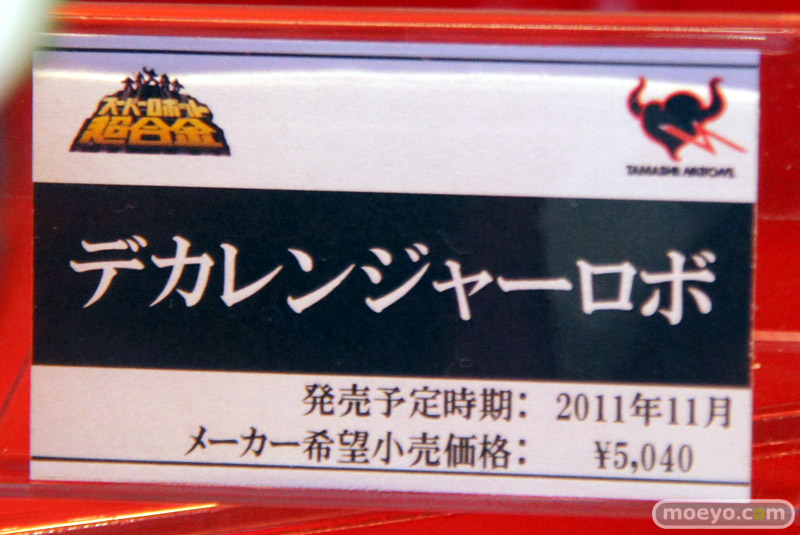 スーパーロボット
超合金
TAMASHII NATIONS
デカレンジャーロボ
発売予定時期： 2011年11月
メーカー希望小売価格： ¥5,040
moeyo.com